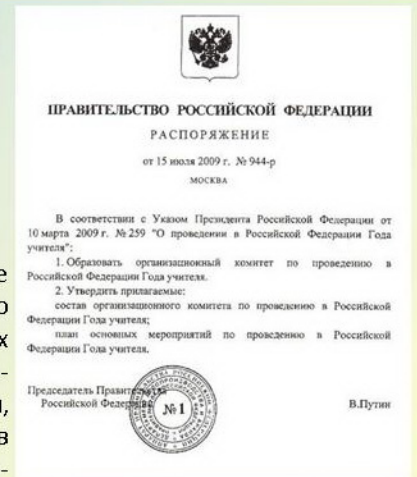 ПРАВИТЕЛЬСТВО РОССИЙСКОЙ ФЕДЕРАЦИИ
РАСПОРЯЖЕНИЕ
от 15 июля 2009 г. № 944-р
МОСКВА
В соответствии с Указом Президента Российской Федерации от
10 марта 2009 г. № 259 "О проведении в Российской Федерации Года
учителя":
1. Образовать организационный комитет по проведению в
Российской Федерации Года учителя.
2. Утвердить прилагаемые:
состав организационного комитета по проведению в Российской
Федерации Года учителя;
план основных мероприятий по проведению в Российской
Федерации Года учителя.
Председатель Правительства
Российской Федерации
В.Путин
№1
е
о
х
-
,
в
-